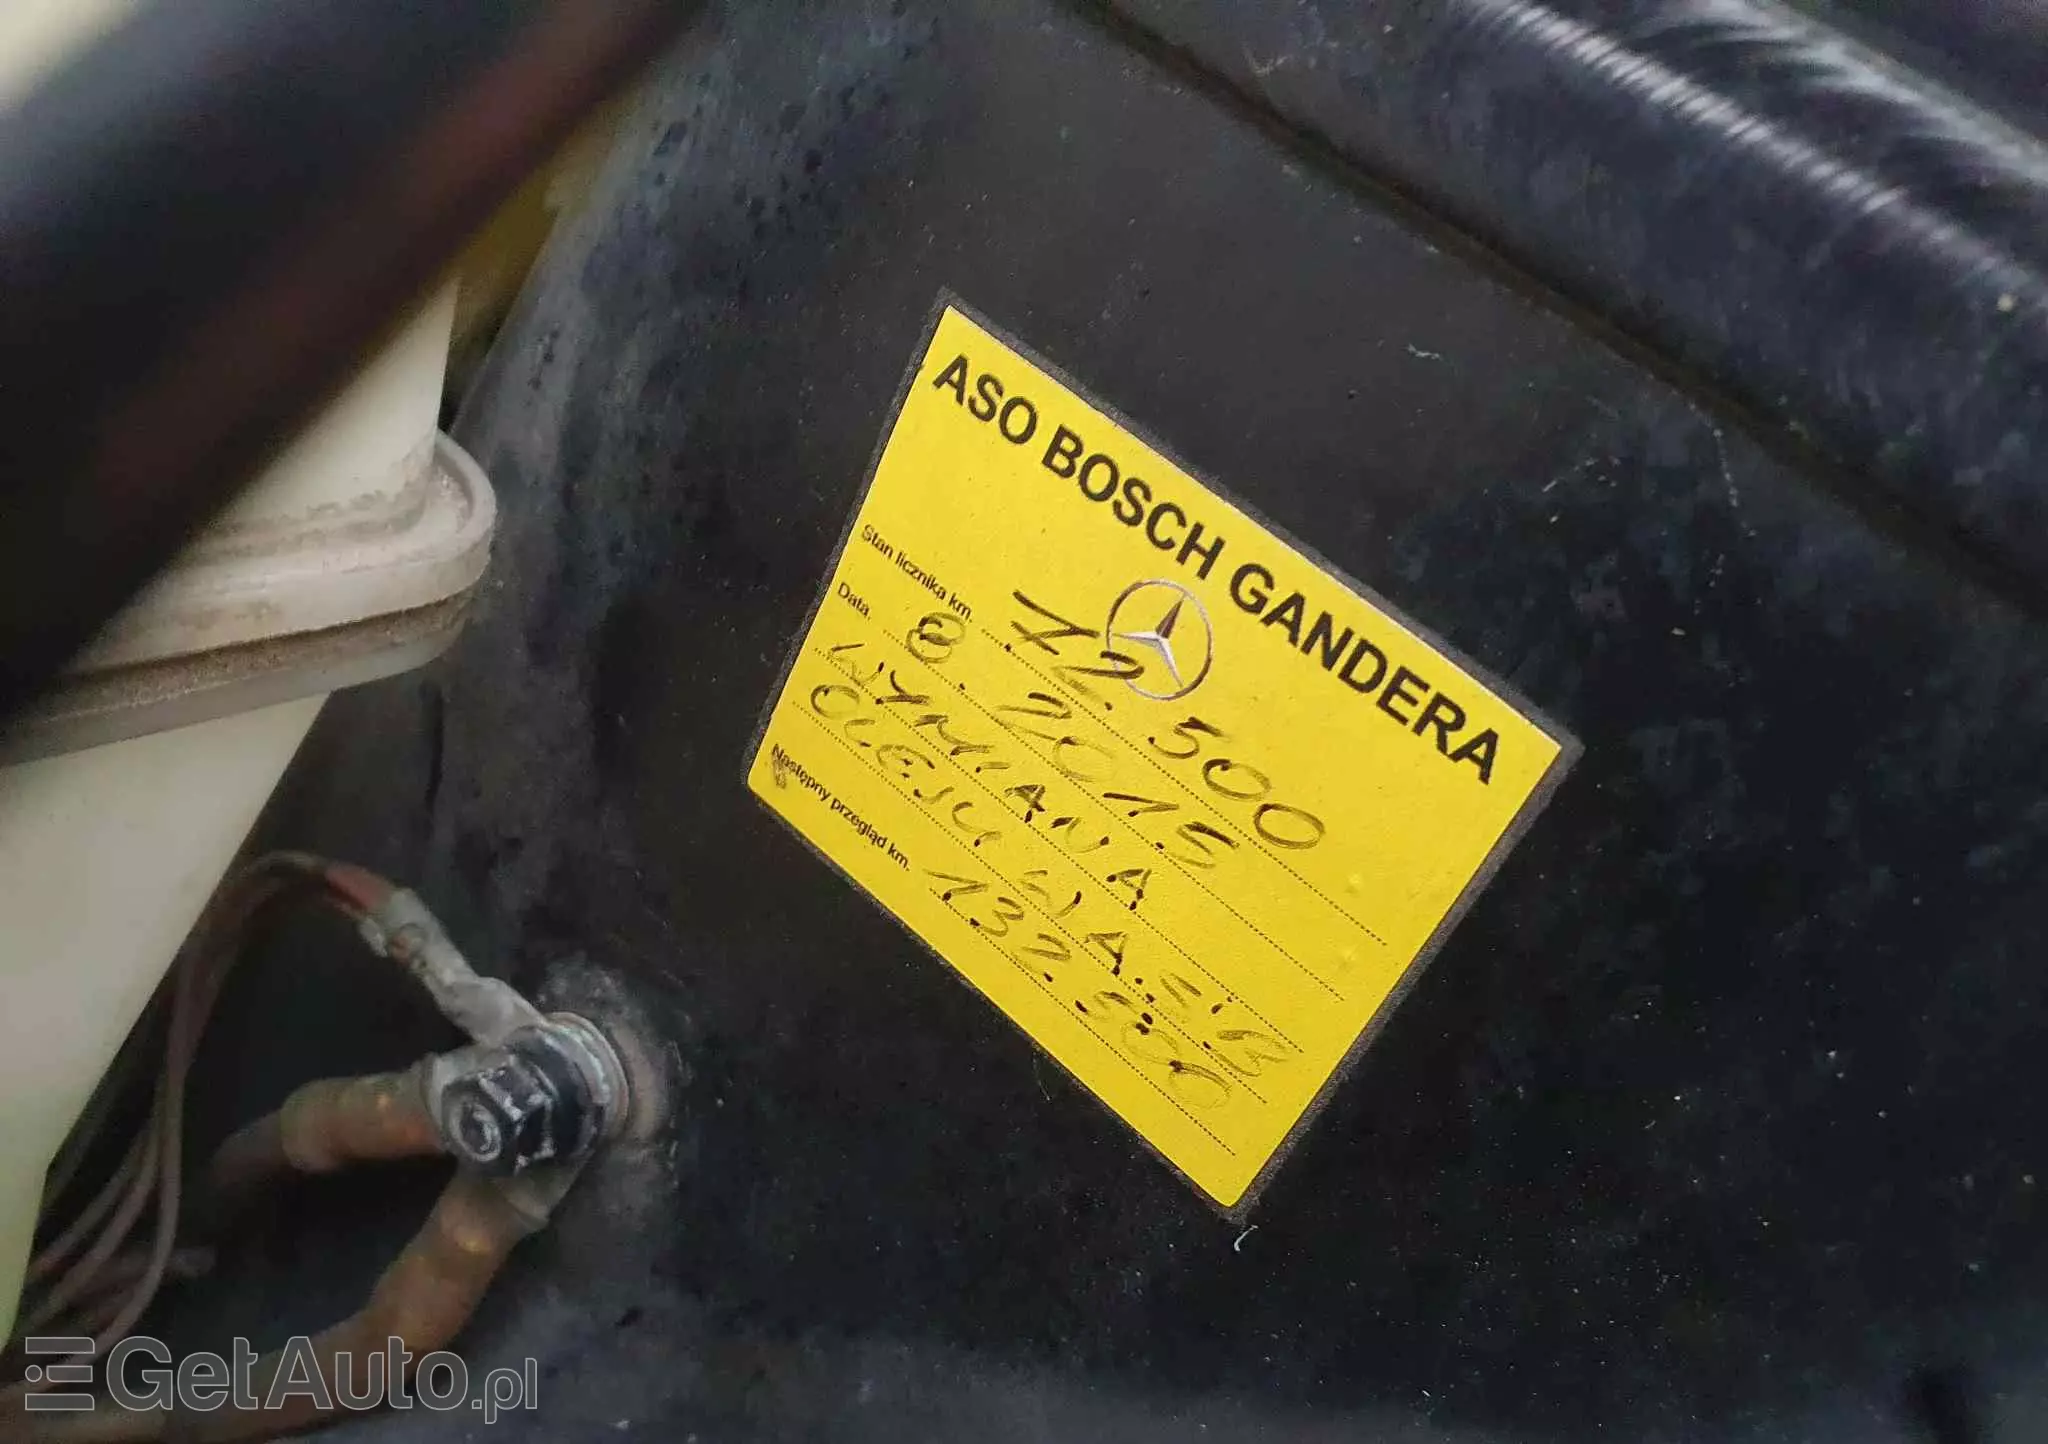 ASO BOSCH GANDERA
Stan licznika km. 72.500
Data. 8.2015
WYMIANA
OLEJU W A.S.B
Następny przegląd km. 132.500
GetAuto.pl